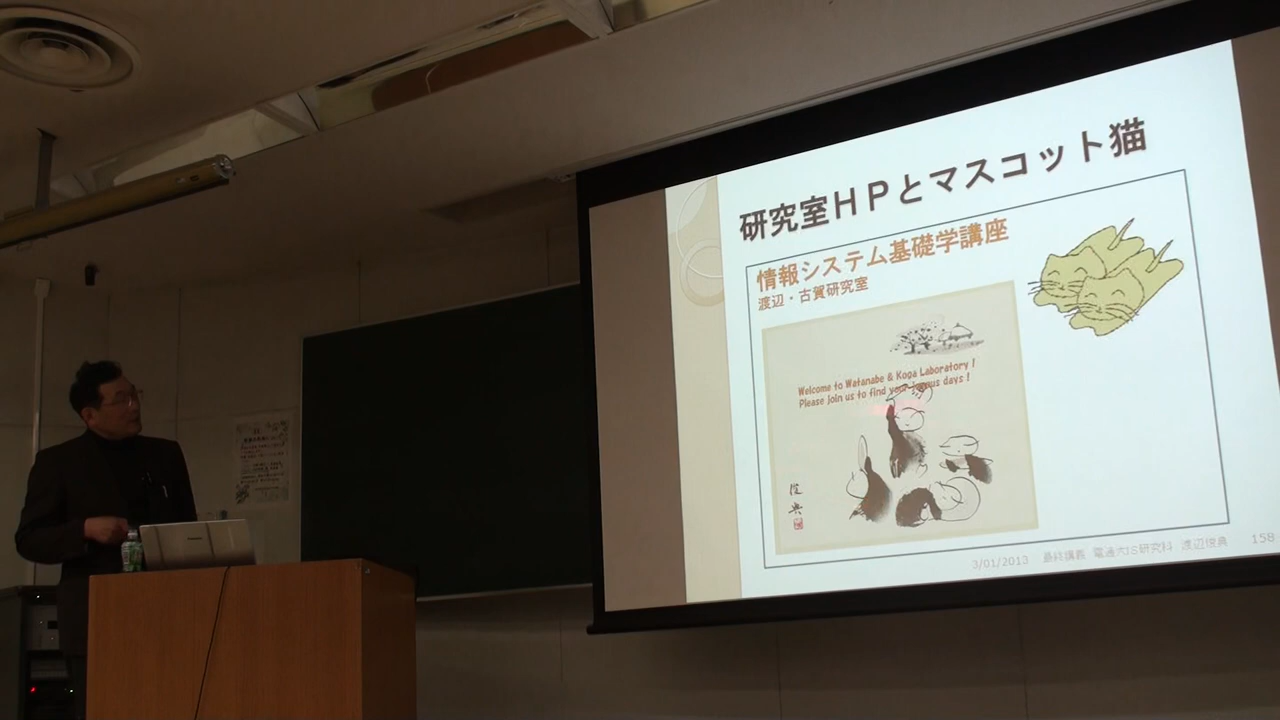 研究室ＨＰとマスコット猫
情報システム基礎学講座
渡辺・古賀研究室
Welcome to Watanabe & Koga Laboratory !
Please join us to find your joyous days !
俊典
3/01/2013 最終講義 電通大IS研究科 渡辺俊典 158